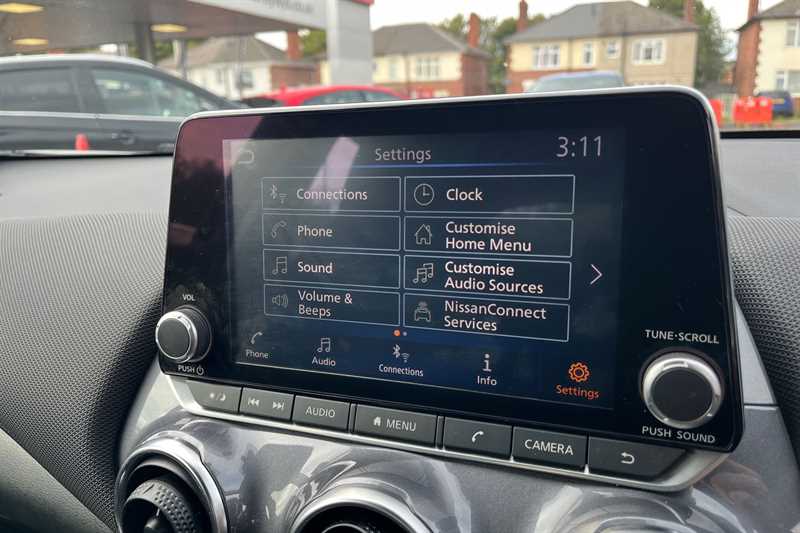 Settings
3:11
Connections
Clock
Phone
Customise
Home Menu
Sound
Customise
Audio Sources
Volume &
Beeps
NissanConnect
Services
Phone
Audio
Connections
Info
Settings
VOL
PUSH
TUNE·SCROLL
PUSH SOUND
AUDIO
MENU
CAMERA